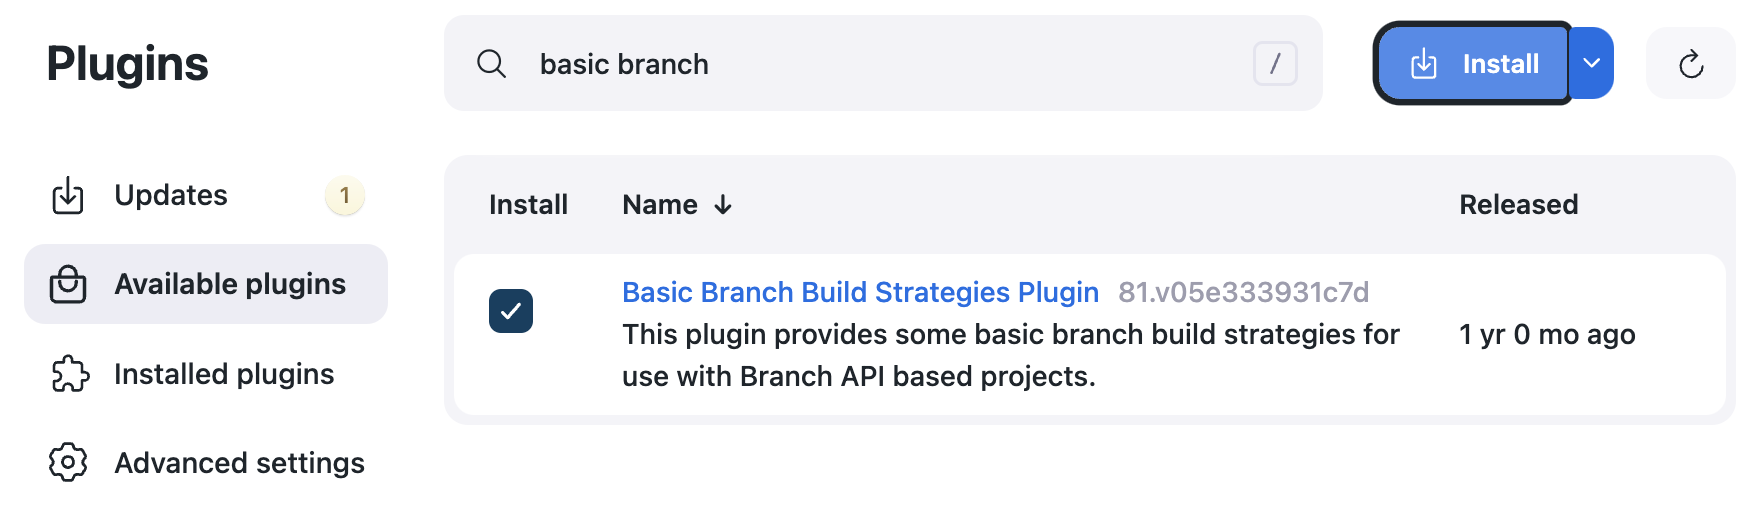 Plugins
basic branch
/
Install
Updates
1
Available plugins
Installed plugins
Advanced settings
Install
Name
Released
Basic Branch Build Strategies Plugin 81.v05e333931c7d
This plugin provides some basic branch build strategies for
use with Branch API based projects.
1 yr 0 mo ago